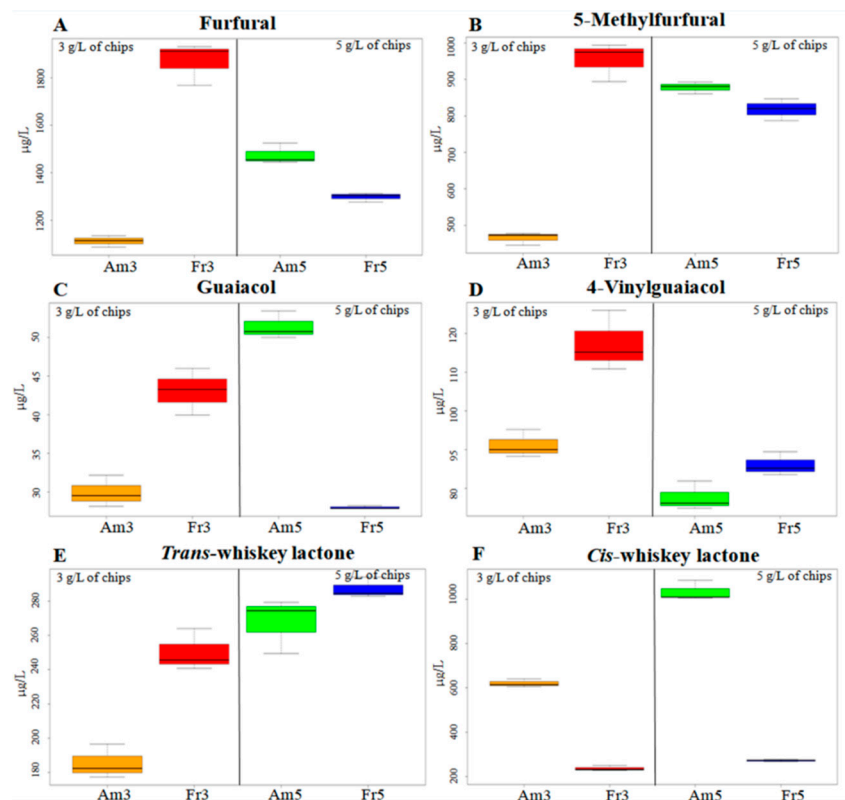 A Furfural
3 g/L of chips
5 g/L of chips
µg/L
1800
1600
1400
1200
Am3 Fr3 Am5 Fr5
B 5-Methylfurfural
3 g/L of chips
5 g/L of chips
µg/L
1000
900
800
700
600
500
Am3 Fr3 Am5 Fr5
C Guaiacol
3 g/L of chips
5 g/L of chips
µg/L
50
45
40
35
30
Am3 Fr3 Am5 Fr5
D 4-Vinylguaiacol
3 g/L of chips
5 g/L of chips
µg/L
120
110
100
95
80
Am3 Fr3 Am5 Fr5
E Trans-whiskey lactone
3 g/L of chips
5 g/L of chips
µg/L
280
260
240
220
200
180
Am3 Fr3 Am5 Fr5
F Cis-whiskey lactone
3 g/L of chips
5 g/L of chips
µg/L
1000
800
600
400
200
Am3 Fr3 Am5 Fr5